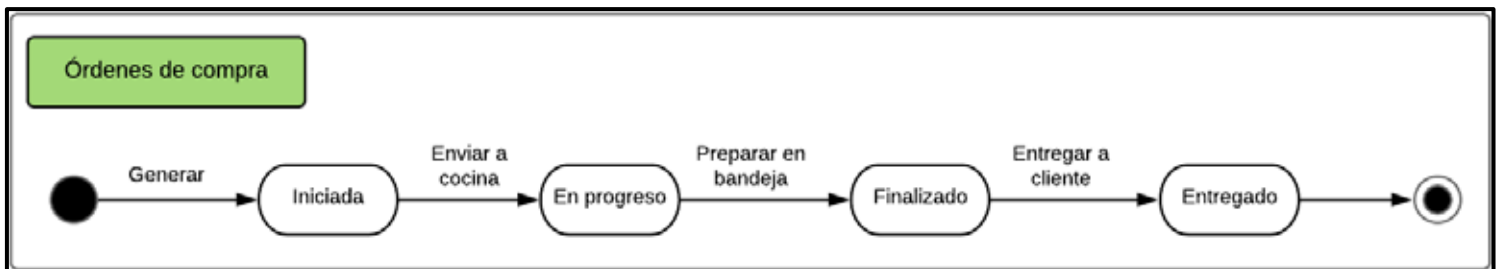 Órdenes de compra
Generar
Iniciada
Enviar a
cocina
En progreso
Preparar en
bandeja
Finalizado
Entregar a
cliente
Entregado